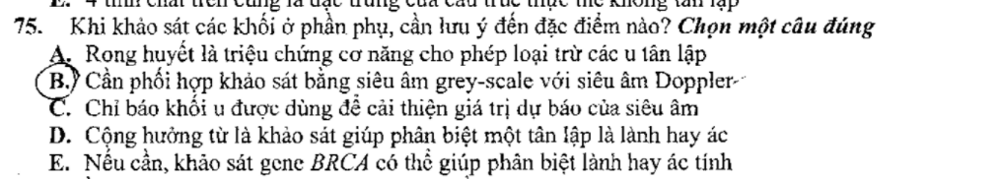 E. 4 tính chất trên cùng là đặc trưng của cấu trúc thực thể không tân lập
75. Khi khảo sát các khối ở phần phụ, cần lưu ý đến đặc điểm nào? Chọn một câu đúng
A. Rong huyết là triệu chứng cơ năng cho phép loại trừ các u tân lập
B. Cần phối hợp khảo sát bằng siêu âm grey-scale với siêu âm Doppler
C. Chỉ báo khối u được dùng để cải thiện giá trị dự báo của siêu âm
D. Cộng hưởng từ là khảo sát giúp phân biệt một tân lập là lành hay ác
E. Nếu cần, khảo sát gene BRCA có thể giúp phân biệt lành hay ác tính